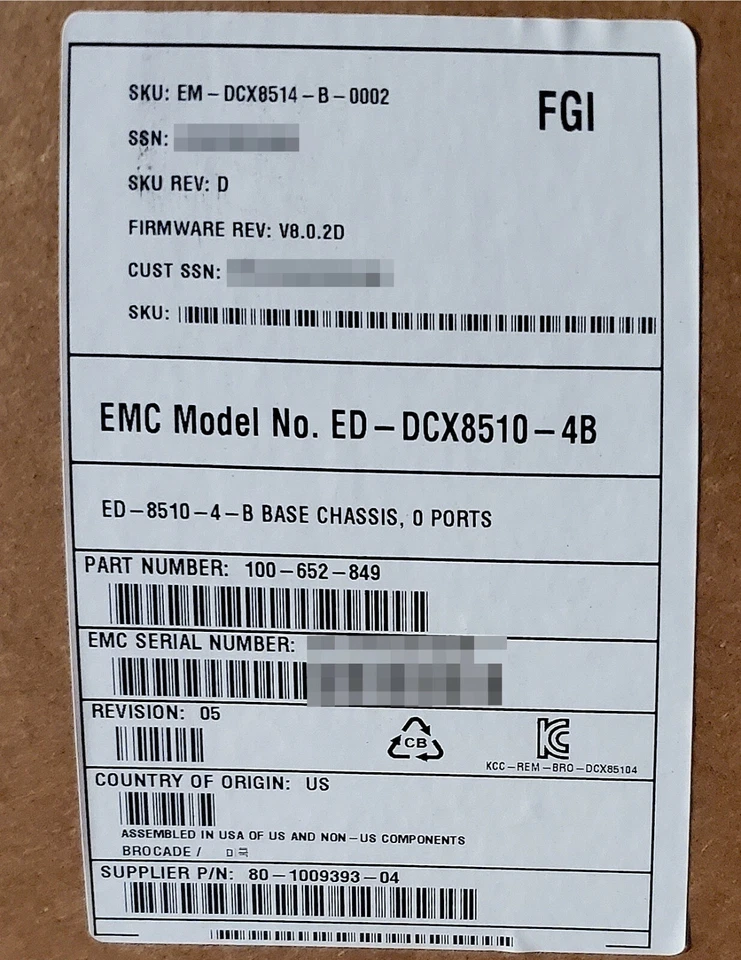 SKU: EM-DCX8514-B-0002
FGI
SSN:
SKU REV: D
FIRMWARE REV: V8.0.2D
CUST SSN:
SKU:
EMC Model No. ED-DCX8510-4B
ED-8510-4-B BASE CHASSIS, 0 PORTS
PART NUMBER: 100-652-849
EMC SERIAL NUMBER:
REVISION: 05
CB
KCC-REM-BRO-DCX85104
COUNTRY OF ORIGIN: US
ASSEMBLED IN USA OF US AND NON-US COMPONENTS
BROCADE /
SUPPLIER P/N: 80-1009393-04